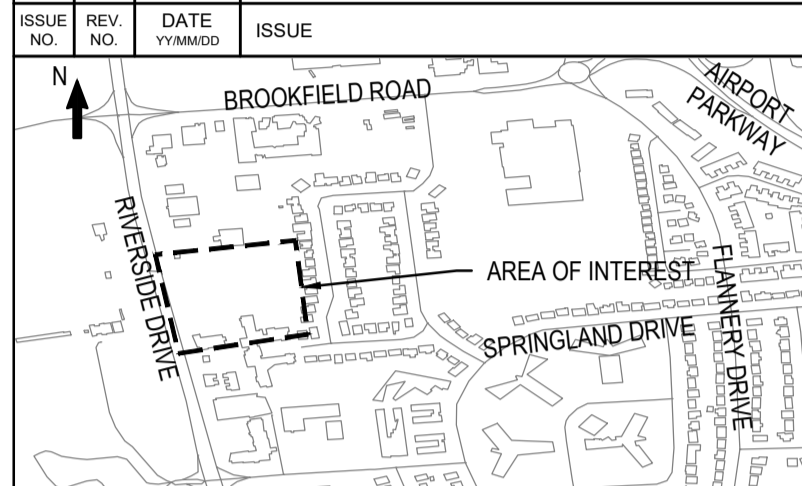 ISSUE NO.
REV. NO.
DATE YY/MM/DD
ISSUE
N
BROOKFIELD ROAD
AIRPORT
PARKWAY
RIVERSIDE DRIVE
AREA OF INTEREST
FLANNERY DRIVE
SPRINGLAND DRIVE